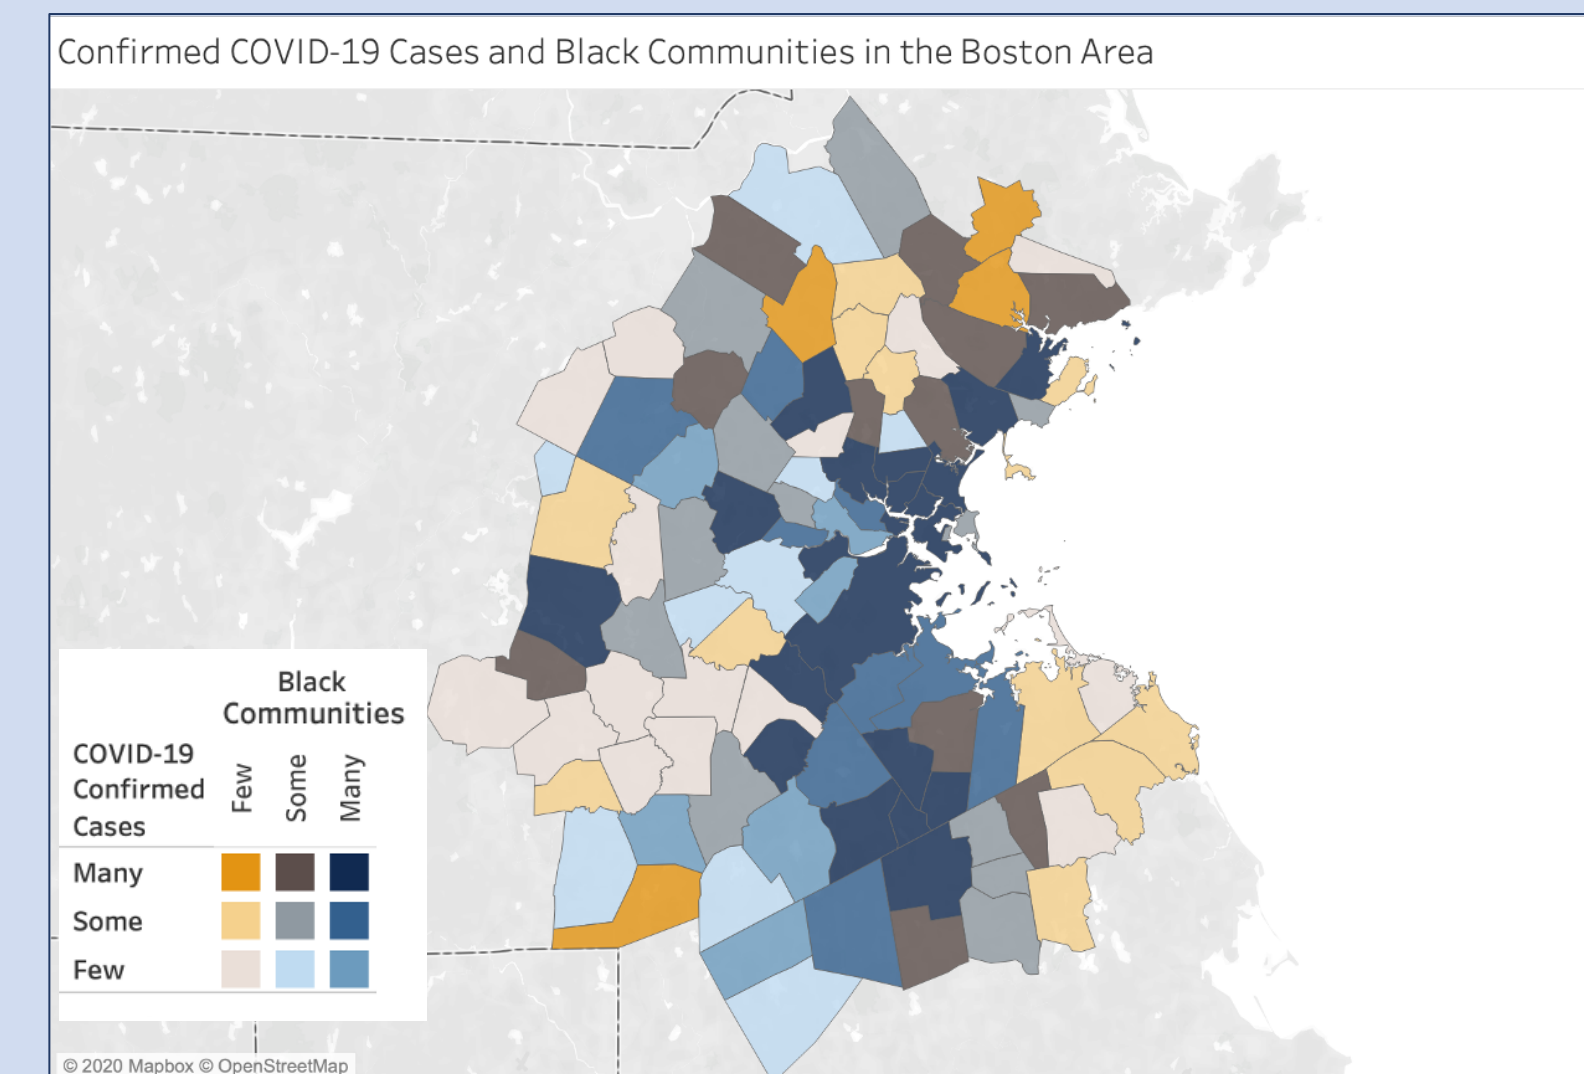 Confirmed COVID-19 Cases and Black Communities in the Boston Area
Black
Communities
COVID-19
Confirmed
Cases
Few
Some
Many
Many
Some
Few
© 2020 Mapbox © OpenStreetMap